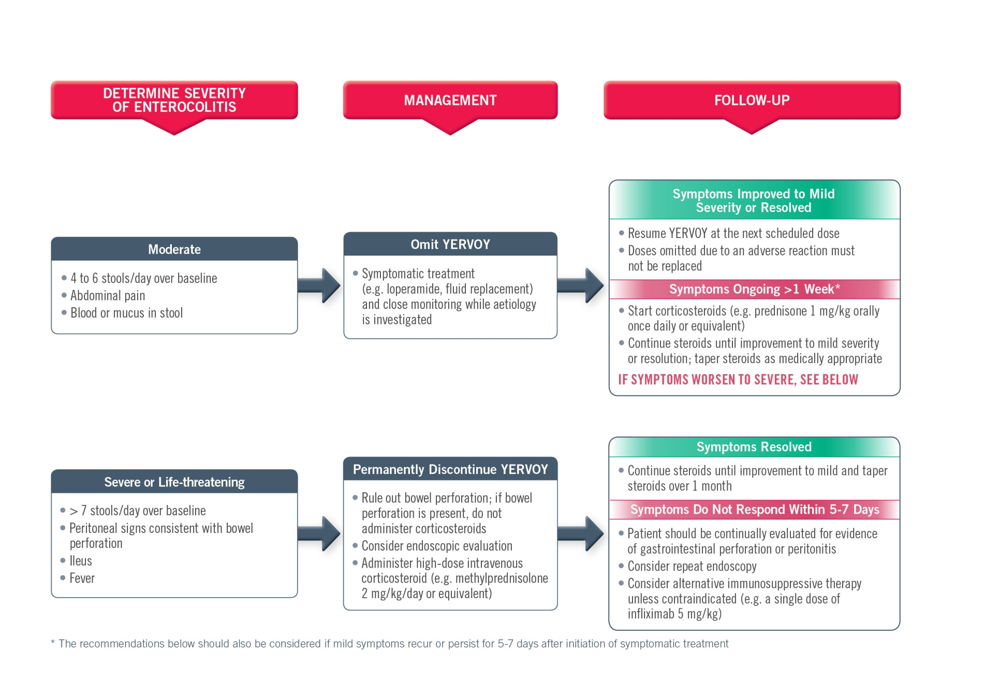 DETERMINE SEVERITY
OF ENTEROCOLITIS
MANAGEMENT
FOLLOW-UP
Moderate
• 4 to 6 stools/day over baseline
• Abdominal pain
• Blood or mucus in stool
Omit YERVOY
• Symptomatic treatment
(e.g. loperamide, fluid replacement)
and close monitoring while aetiology
is investigated
Symptoms Improved to Mild
Severity or Resolved
• Resume YERVOY at the next scheduled dose
• Doses omitted due to an adverse reaction must
not be replaced
Symptoms Ongoing >1 Week*
• Start corticosteroids (e.g. prednisone 1 mg/kg orally
once daily or equivalent)
• Continue steroids until improvement to mild severity
or resolution; taper steroids as medically appropriate
IF SYMPTOMS WORSEN TO SEVERE, SEE BELOW
Severe or Life-threatening
• > 7 stools/day over baseline
• Peritoneal signs consistent with bowel
perforation
• Ileus
• Fever
Permanently Discontinue YERVOY
• Rule out bowel perforation; if bowel
perforation is present, do not
administer corticosteroids
• Consider endoscopic evaluation
• Administer high-dose intravenous
corticosteroid (e.g. methylprednisolone
2 mg/kg/day or equivalent)
Symptoms Resolved
• Continue steroids until improvement to mild and taper
steroids over 1 month
Symptoms Do Not Respond Within 5-7 Days
• Patient should be continually evaluated for evidence
of gastrointestinal perforation or peritonitis
• Consider repeat endoscopy
• Consider alternative immunosuppressive therapy
unless contraindicated (e.g. a single dose of
infliximab 5 mg/kg)
* The recommendations below should also be considered if mild symptoms recur or persist for 5-7 days after initiation of symptomatic treatment